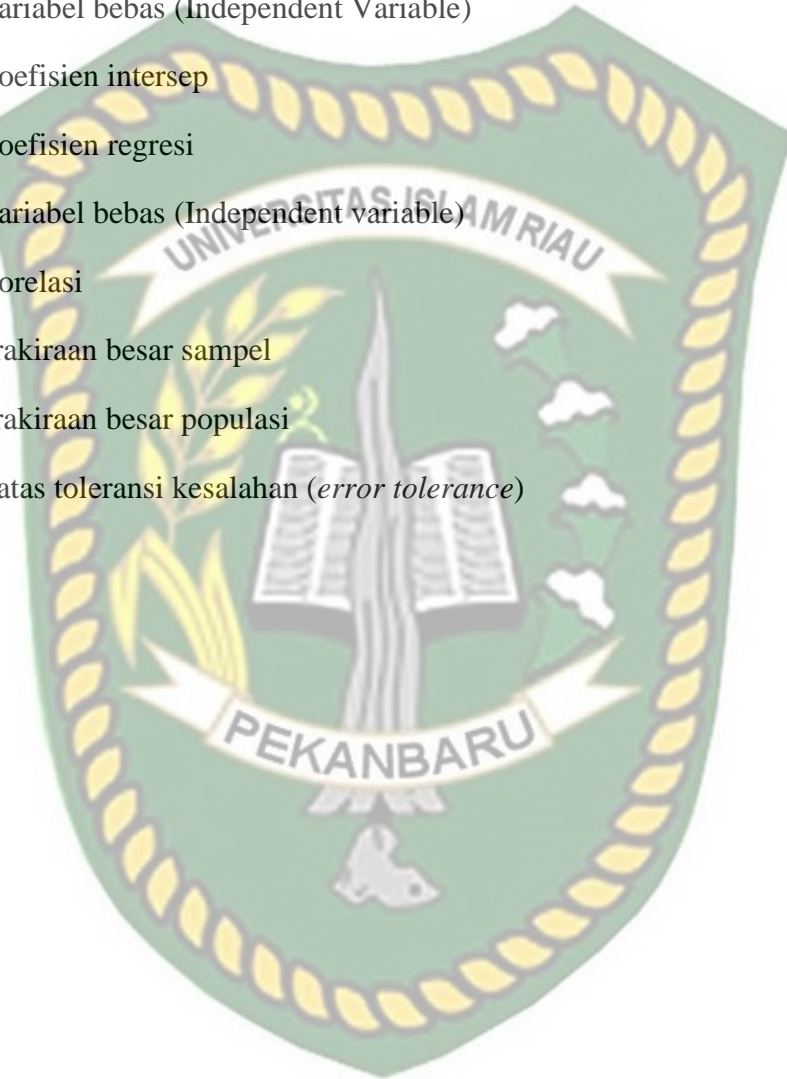 ariabel bebas (Independent Variable)
oefisien intersep
oefisien regresi
ariabel bebas (Independent variable)
UNIVERSITAS ISLAM RIAU
orelasi
rakiraan besar sampel
rakiraan besar populasi
atas toleransi kesalahan (error tolerance)
PEKANBARU